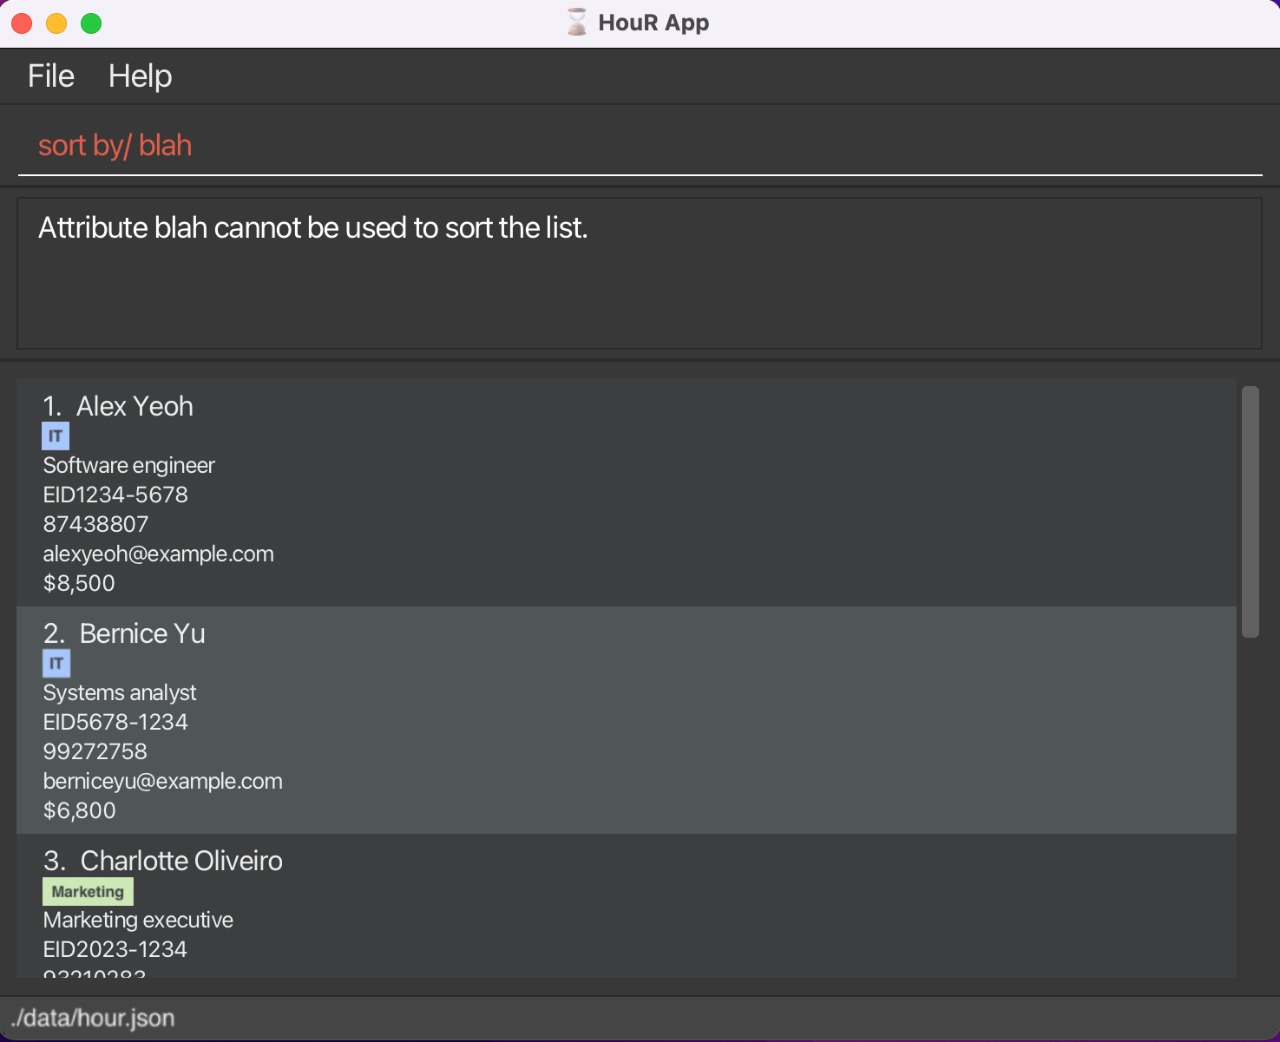 HouR App
File Help
sort by/ blah
Attribute blah cannot be used to sort the list.
1. Alex Yeoh
IT
Software engineer
EID1234-5678
87438807
alexyeoh@example.com
$8,500
2. Bernice Yu
IT
Systems analyst
EID5678-1234
99272758
berniceyu@example.com
$6,800
3. Charlotte Oliveiro
Marketing
Marketing executive
EID2023-1234
93210283
./data/hour.json